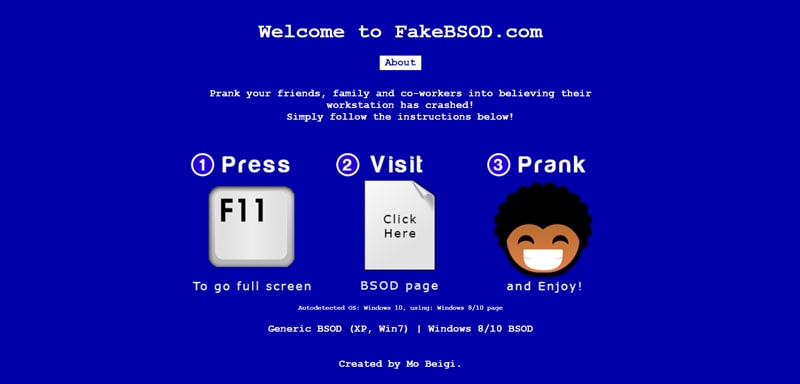 Welcome to FakeBSOD.com
About
Prank your friends, family and co-workers into believing their
workstation has crashed!
Simply follow the instructions below!
1 Press
F11
To go full screen
2 Visit
Click
Here
BSOD page
3 Prank
and Enjoy!
Autodetected OS: Windows 10, using: Windows 8/10 page
Generic BSOD (XP, Win7) | Windows 8/10 BSOD
Created by Mo Beigi.